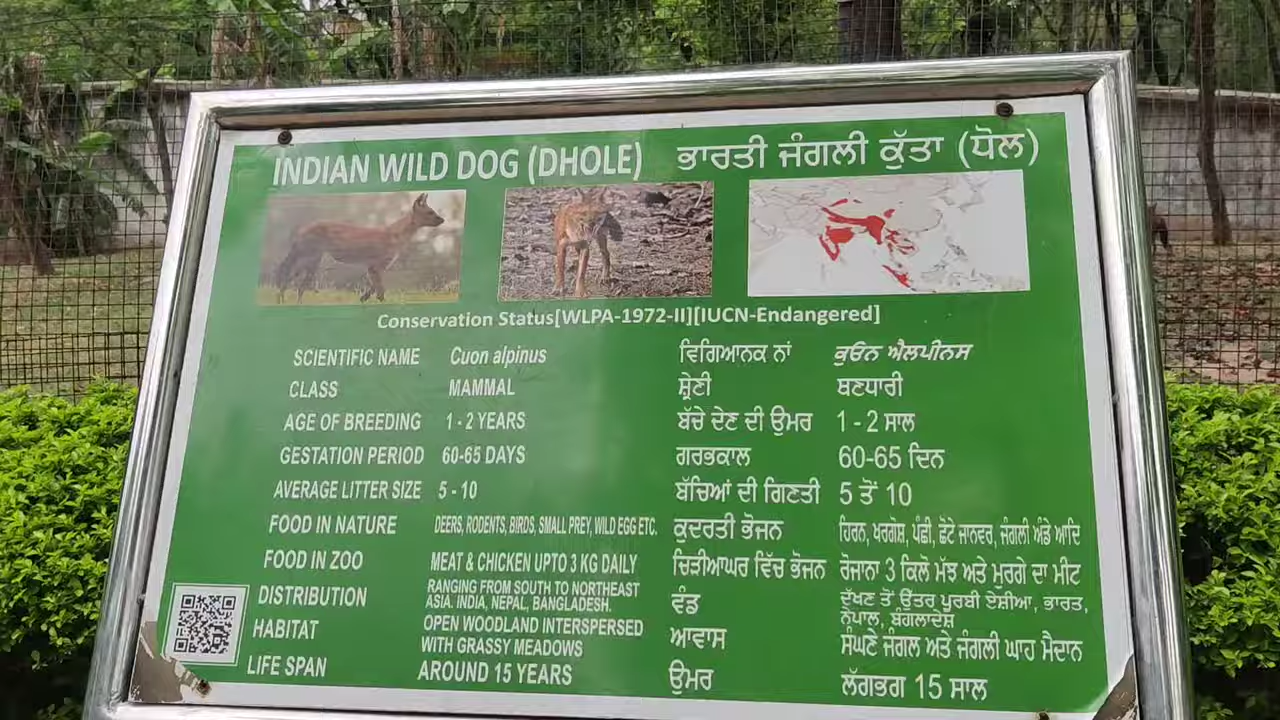 INDIAN WILD DOG (DHOLE) ਭਾਰਤੀ ਜੰਗਲੀ ਕੁੱਤਾ (ਧੋਲ)
Conservation Status[WLPA-1972-II][IUCN-Endangered]
SCIENTIFIC NAME Cuon alpinus ਵਿਗਿਆਨਕ ਨਾਂ ਕੁਓਨ ਐਲਪੀਨਸ
CLASS MAMMAL ਸ਼੍ਰੇਣੀ ਥਣਧਾਰੀ
AGE OF BREEDING 1 - 2 YEARS ਬੱਚੇ ਦੇਣ ਦੀ ਉਮਰ 1 - 2 ਸਾਲ
GESTATION PERIOD 60-65 DAYS ਗਰਭਕਾਲ 60-65 ਦਿਨ
AVERAGE LITTER SIZE 5 - 10 ਬੱਚਿਆਂ ਦੀ ਗਿਣਤੀ 5 ਤੋਂ 10
FOOD IN NATURE DEERS, RODENTS, BIRDS, SMALL PREY, WILD EGG ETC. ਕੁਦਰਤੀ ਭੋਜਨ ਹਿਰਨ, ਖਰਗੋਸ਼, ਪੰਛੀ, ਛੋਟੇ ਜਾਨਵਰ, ਜੰਗਲੀ ਅੰਡੇ ਆਦਿ
FOOD IN ZOO MEAT & CHICKEN UPTO 3 KG DAILY ਚਿੜੀਆਘਰ ਵਿੱਚ ਭੋਜਨ ਰੋਜਾਨਾ 3 ਕਿਲੋ ਮੱਝ ਅਤੇ ਮੁਰਗੇ ਦਾ ਮੀਟ
DISTRIBUTION RANGING FROM SOUTH TO NORTHEAST ਵੰਡ ਦੱਖਣ ਤੋਂ ਉੱਤਰ ਪੂਰਬੀ ਏਸ਼ੀਆ, ਭਾਰਤ,
ASIA. INDIA, NEPAL, BANGLADESH. ਨੇਪਾਲ, ਬੰਗਲਾਦੇਸ਼
HABITAT OPEN WOODLAND INTERSPERSED ਆਵਾਸ ਸੰਘਣੇ ਜੰਗਲ ਅਤੇ ਜੰਗਲੀ ਘਾਹ ਮੈਦਾਨ
WITH GRASSY MEADOWS
LIFE SPAN AROUND 15 YEARS ਉਮਰ ਲੱਗਭਗ 15 ਸਾਲ